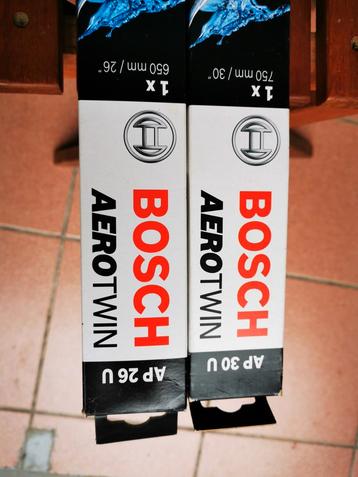 1 x
650 mm / 26"
BOSCH
AEROTWIN
AP 26 U
1 x
750 mm / 30"
BOSCH
AEROTWIN
AP 30 U